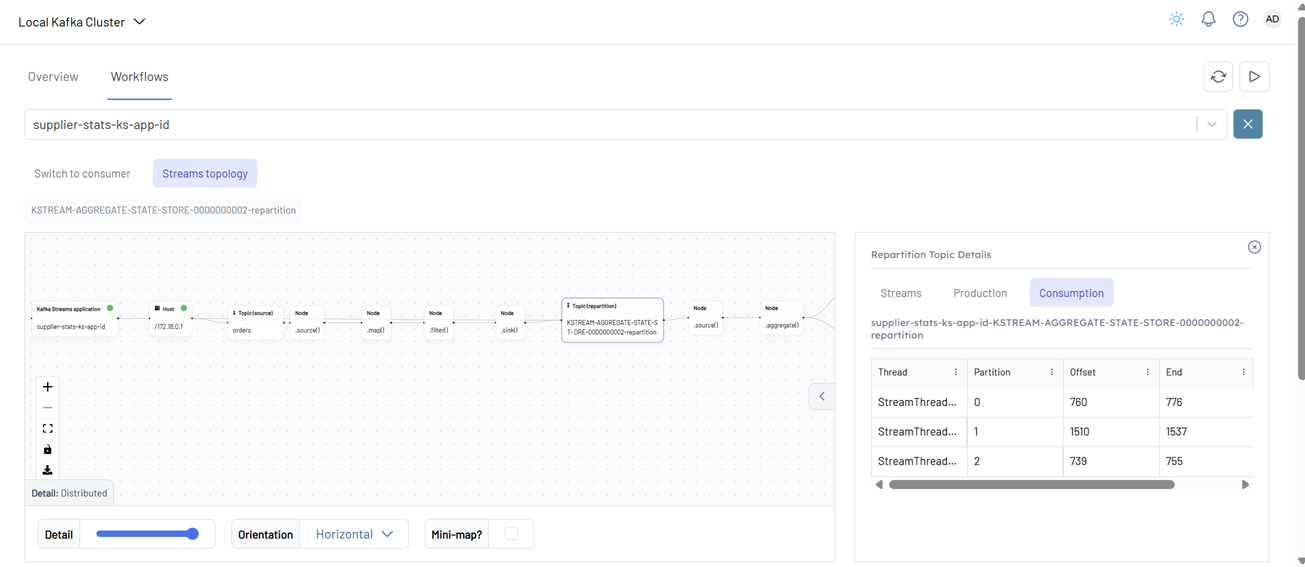 Local Kafka Cluster
AD
Overview
Workflows
supplier-stats-ks-app-id
Switch to consumer
Streams topology
KSTREAM-AGGREGATE-STATE-STORE-0000000002-repartition
Kafka Streams application
supplier-stats-ks-app-id
Host
/172.18.0.1
Topic(source)
orders
Node
.source()
Node
.map()
Node
.filter()
Node
.sink()
Topic(repartition)
KSTREAM-AGGREGATE-STATE-S
T- ORE-0000000002-repartition
Node
.source()
Node
.aggregate()
Detail: Distributed
Detail
Orientation
Horizontal
Mini-map?
Repartition Topic Details
Streams
Production
Consumption
supplier-stats-ks-app-id-KSTREAM-AGGREGATE-STATE-STORE-0000000002-
repartition
Thread Partition Offset End
StreamThread... 0 760 776
StreamThread... 1 1510 1537
StreamThread... 2 739 755